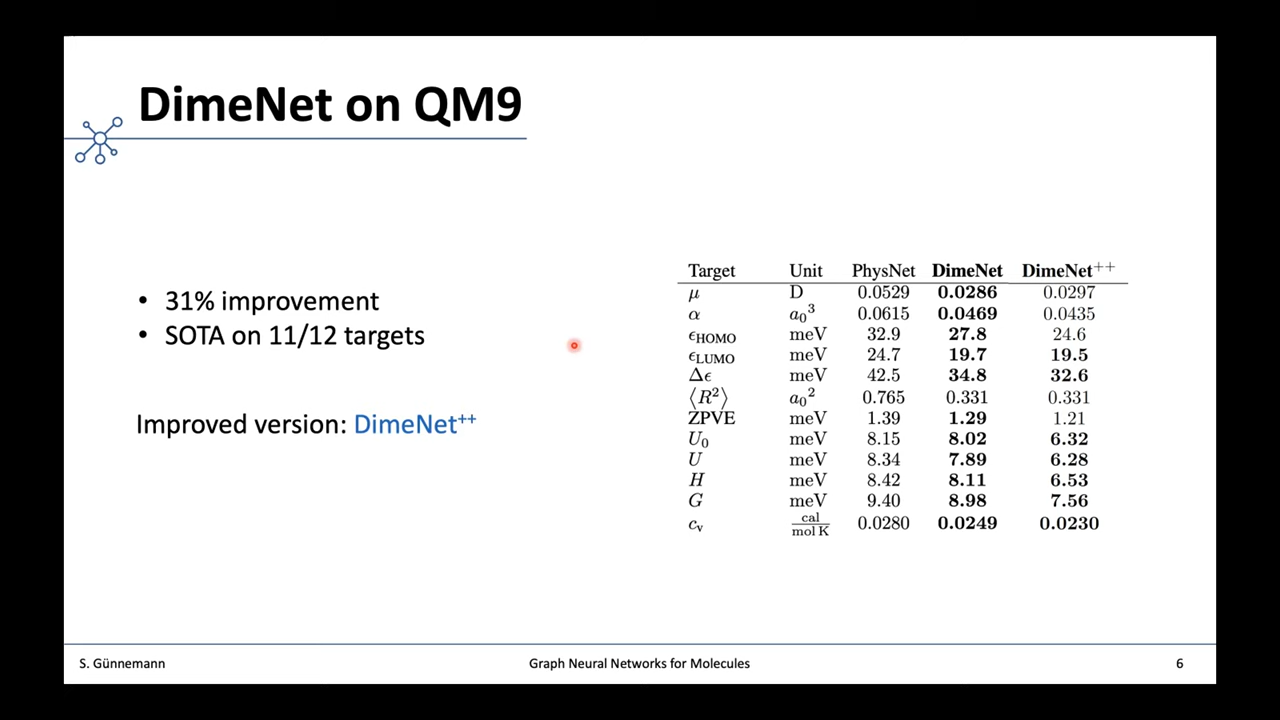 DimeNet on QM9
• 31% improvement
• SOTA on 11/12 targets
Improved version: DimeNet⁺⁺
Target Unit PhysNet DimeNet DimeNet⁺⁺
μ D 0.0529 0.0286 0.0297
α a₀³ 0.0615 0.0469 0.0435
ϵHOMO meV 32.9 27.8 24.6
ϵLUMO meV 24.7 19.7 19.5
Δϵ meV 42.5 34.8 32.6
⟨R²⟩ a₀² 0.765 0.331 0.331
ZPVE meV 1.39 1.29 1.21
U₀ meV 8.15 8.02 6.32
U meV 8.34 7.89 6.28
H meV 8.42 8.11 6.53
G meV 9.40 8.98 7.56
cᵥ cal/mol K 0.0280 0.0249 0.0230
S. Günnemann
Graph Neural Networks for Molecules
6